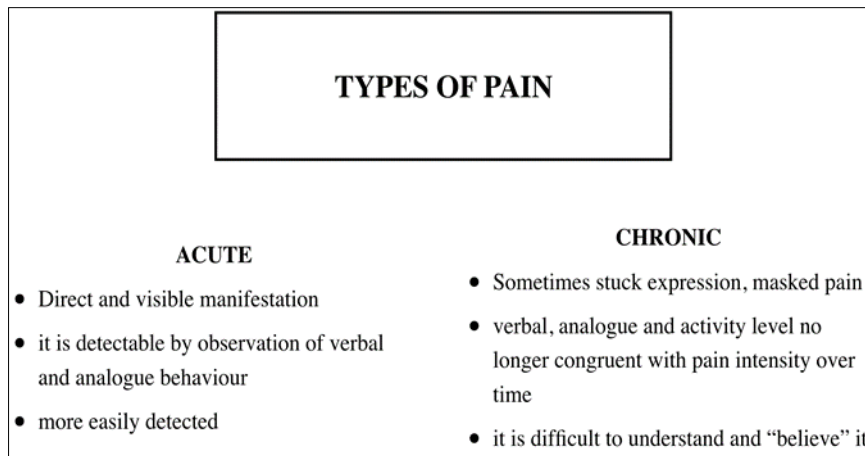 TYPES OF PAIN
ACUTE
• Direct and visible manifestation
• it is detectable by observation of verbal
and analogue behaviour
• more easily detected
CHRONIC
• Sometimes stuck expression, masked pain
• verbal, analogue and activity level no
longer congruent with pain intensity over
time
• it is difficult to understand and “believe” it